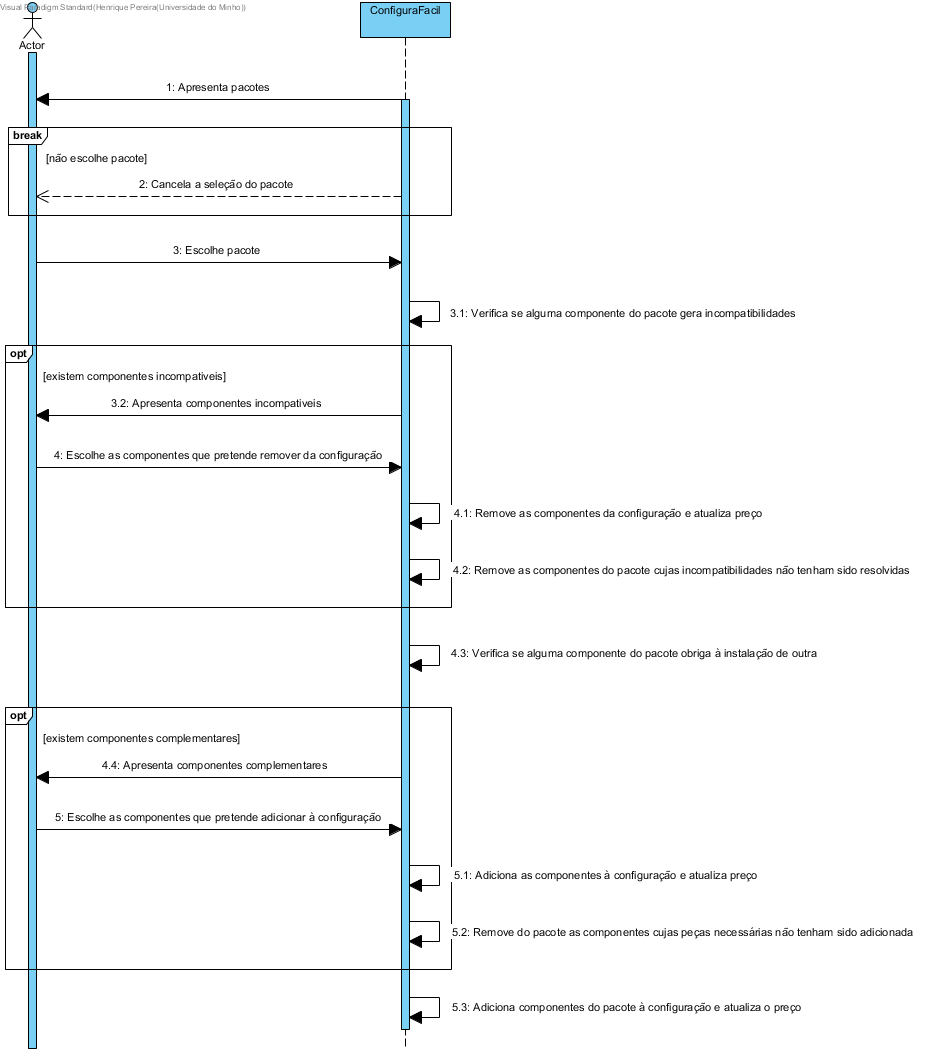 Visual Paradigm Standard(Henrique Pereira(Universidade do Minho))
ConfiguraFacil
Actor
1: Apresenta pacotes
break
[não escolhe pacote]
2: Cancela a seleção do pacote
3: Escolhe pacote
3.1: Verifica se alguma componente do pacote gera incompatibilidades
opt
[existem componentes incompativeis]
3.2: Apresenta componentes incompativeis
4: Escolhe as componentes que pretende remover da configuração
4.1: Remove as componentes da configuração e atualiza preço
4.2: Remove as componentes do pacote cujas incompatibilidades não tenham sido resolvidas
4.3: Verifica se alguma componente do pacote obriga à instalação de outra
opt
[existem componentes complementares]
4.4: Apresenta componentes complementares
5: Escolhe as componentes que pretende adicionar à configuração
5.1: Adiciona as componentes à configuração e atualiza preço
5.2: Remove do pacote as componentes cujas peças necessárias não tenham sido adicionada
5.3: Adiciona componentes do pacote à configuração e atualiza o preço